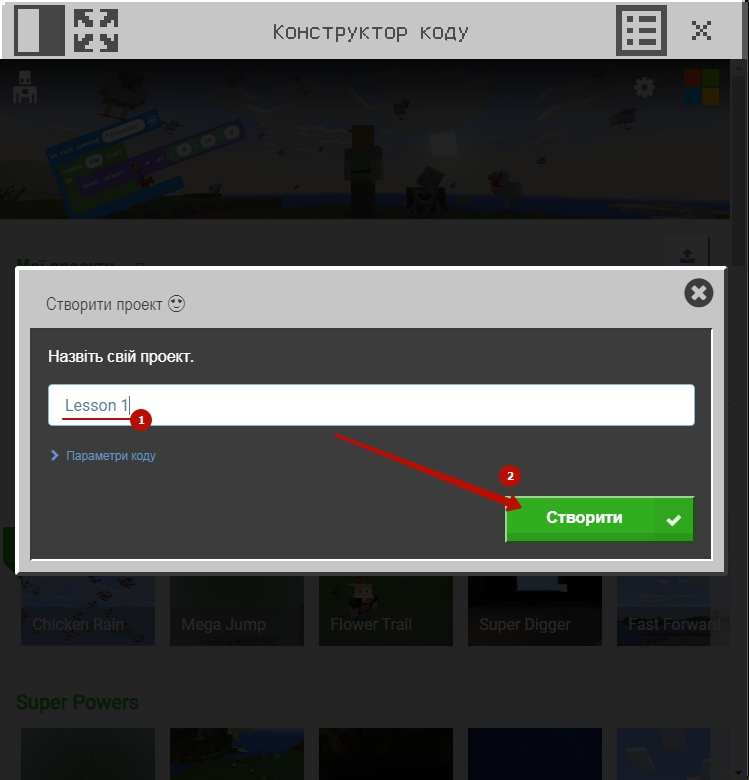 Конструктор коду
Мої проекти
Створити проект
Назвіть свій проект.
Lesson 1
1
Параметри коду
2
Створити
Chicken Rain
Mega Jump
Flower Trail
Super Digger
Fast Forward
Super Powers